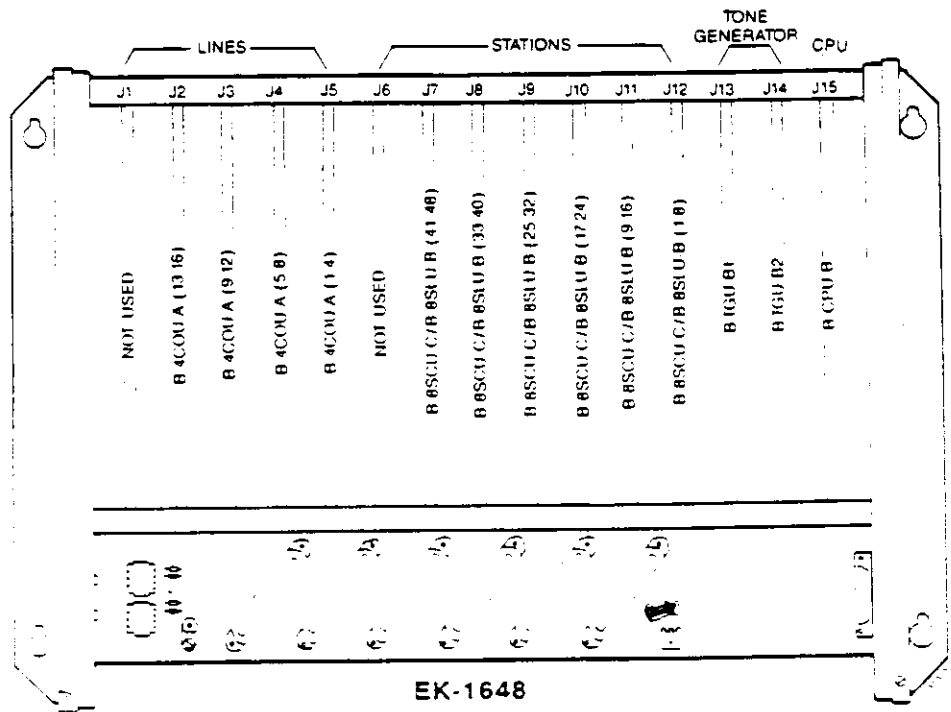 TONE
GENERATOR
LINES
STATIONS
CPU
J1 J2 J3 J4 J5 J6 J7 J8 J9 J10 J11 J12 J13 J14 J15
NOT USED
B 4COU A (13 16)
B 4COU A (9 12)
B 4COU A (5 8)
B 4COU A (1 4)
NOT USED
B 8SCU C/B 8SLU B (41 48)
B 8SCU C/B 8SLU B (33 40)
B 8SCU C/B 8SLU B (25 32)
B 8SCU C/B 8SLU B (17 24)
B 8SCU C/B 8SLU B (9 16)
B 8SCU C/B 8SLU-B (1 8)
B TGU B1
B TGU B2
B CPU B
EK-1648